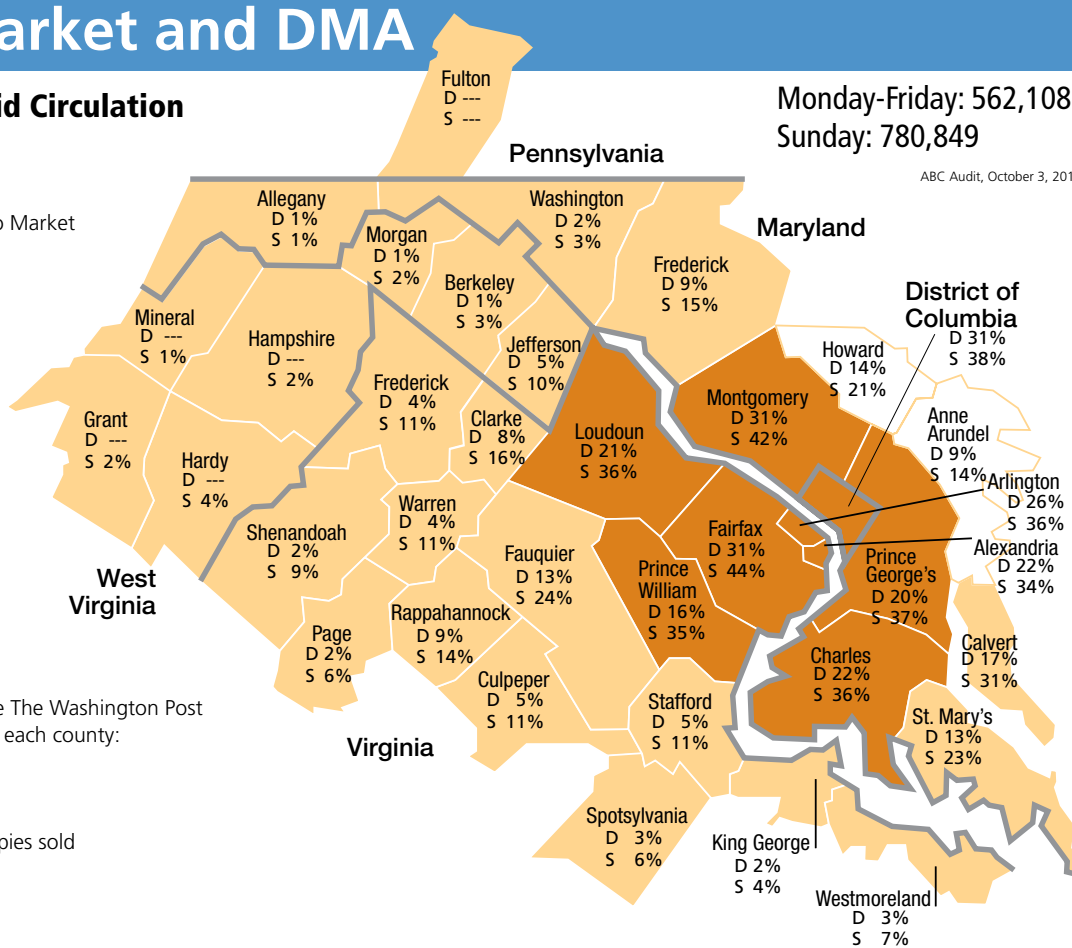 arket and DMA
id Circulation
Monday-Friday: 562,108
Sunday: 780,849
ABC Audit, October 3, 201
o Market
Fulton
D ---
S ---
Pennsylvania
Allegany
D 1%
S 1%
Washington
D 2%
S 3%
Maryland
Morgan
D 1%
S 2%
Frederick
D 9%
S 15%
Berkeley
D 1%
S 3%
District of
Columbia
D 31%
S 38%
Mineral
D ---
S 1%
Hampshire
D ---
S 2%
Jefferson
D 5%
S 10%
Howard
D 14%
S 21%
Frederick
D 4%
S 11%
Montgomery
D 31%
S 42%
Grant
D ---
S 2%
Clarke
D 8%
S 16%
Loudoun
D 21%
S 36%
Anne
Arundel
D 9%
S 14%
Hardy
D ---
S 4%
Arlington
D 26%
S 36%
Warren
D 4%
S 11%
Fairfax
D 31%
S 44%
Shenandoah
D 2%
S 9%
Alexandria
D 22%
S 34%
Fauquier
D 13%
S 24%
Prince
George's
D 20%
S 37%
Prince
William
D 16%
S 35%
West
Virginia
Rappahannock
D 9%
S 14%
Page
D 2%
S 6%
Calvert
D 17%
S 31%
Charles
D 22%
S 36%
Culpeper
D 5%
S 11%
Stafford
D 5%
S 11%
St. Mary's
D 13%
S 23%
e The Washington Post
each county:
Virginia
Spotsylvania
D 3%
S 6%
pies sold
King George
D 2%
S 4%
Westmoreland
D 3%
S 7%